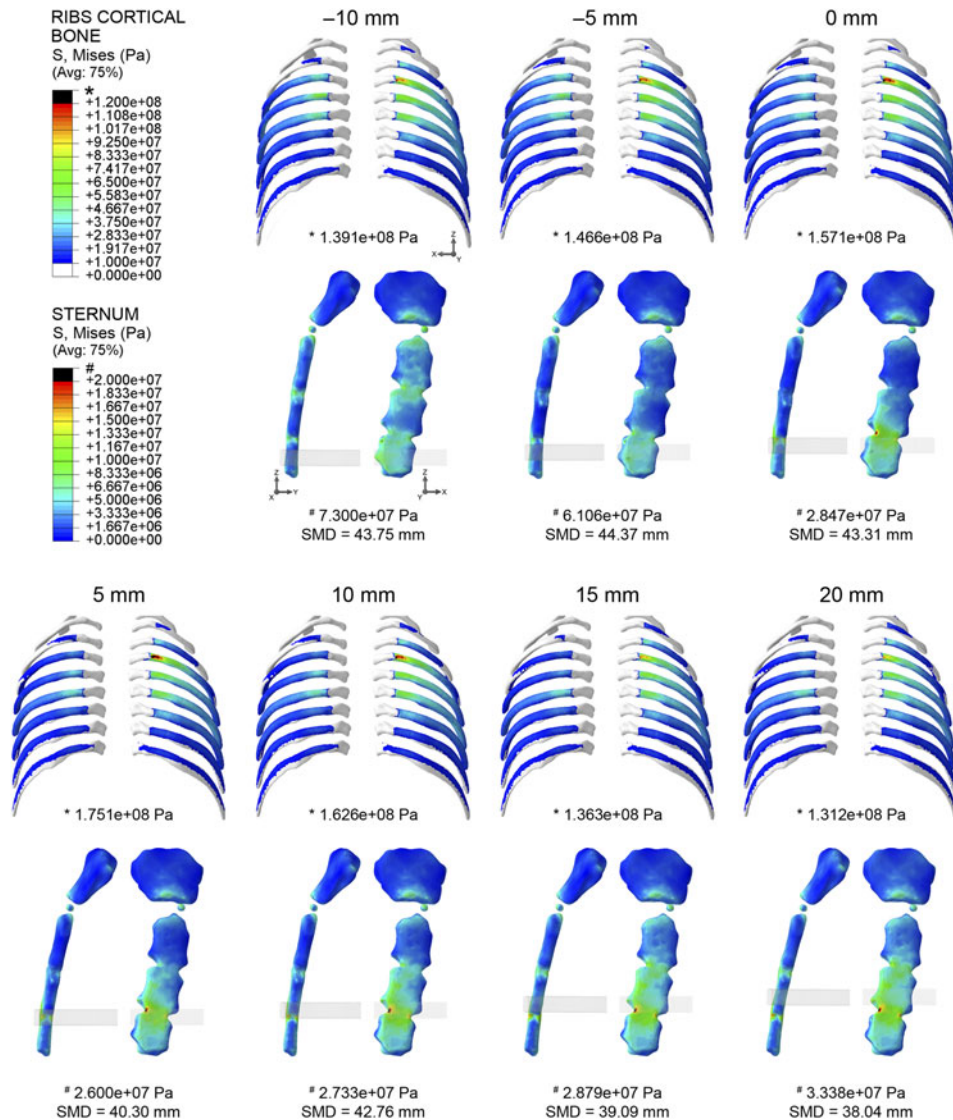 RIBS CORTICAL
BONE
S, Mises (Pa)
(Avg: 75%)
*
+1.200e+08
+1.108e+08
+1.017e+08
+9.250e+07
+8.333e+07
+7.417e+07
+6.500e+07
+5.583e+07
+4.667e+07
+3.750e+07
+2.833e+07
+1.917e+07
+1.000e+07
+0.000e+00
STERNUM
S, Mises (Pa)
(Avg: 75%)
#
+2.000e+07
+1.833e+07
+1.667e+07
+1.500e+07
+1.333e+07
+1.167e+07
+1.000e+07
+8.333e+06
+6.667e+06
+5.000e+06
+3.333e+06
+1.667e+06
+0.000e+00
–10 mm
* 1.391e+08 Pa
Z
X
Y
Z
X
Y
Z
Y
X
# 7.300e+07 Pa
SMD = 43.75 mm
–5 mm
* 1.466e+08 Pa
# 6.106e+07 Pa
SMD = 44.37 mm
0 mm
* 1.571e+08 Pa
# 2.847e+07 Pa
SMD = 43.31 mm
5 mm
* 1.751e+08 Pa
# 2.600e+07 Pa
SMD = 40.30 mm
10 mm
* 1.626e+08 Pa
# 2.733e+07 Pa
SMD = 42.76 mm
15 mm
* 1.363e+08 Pa
# 2.879e+07 Pa
SMD = 39.09 mm
20 mm
* 1.312e+08 Pa
# 3.338e+07 Pa
SMD = 38.04 mm